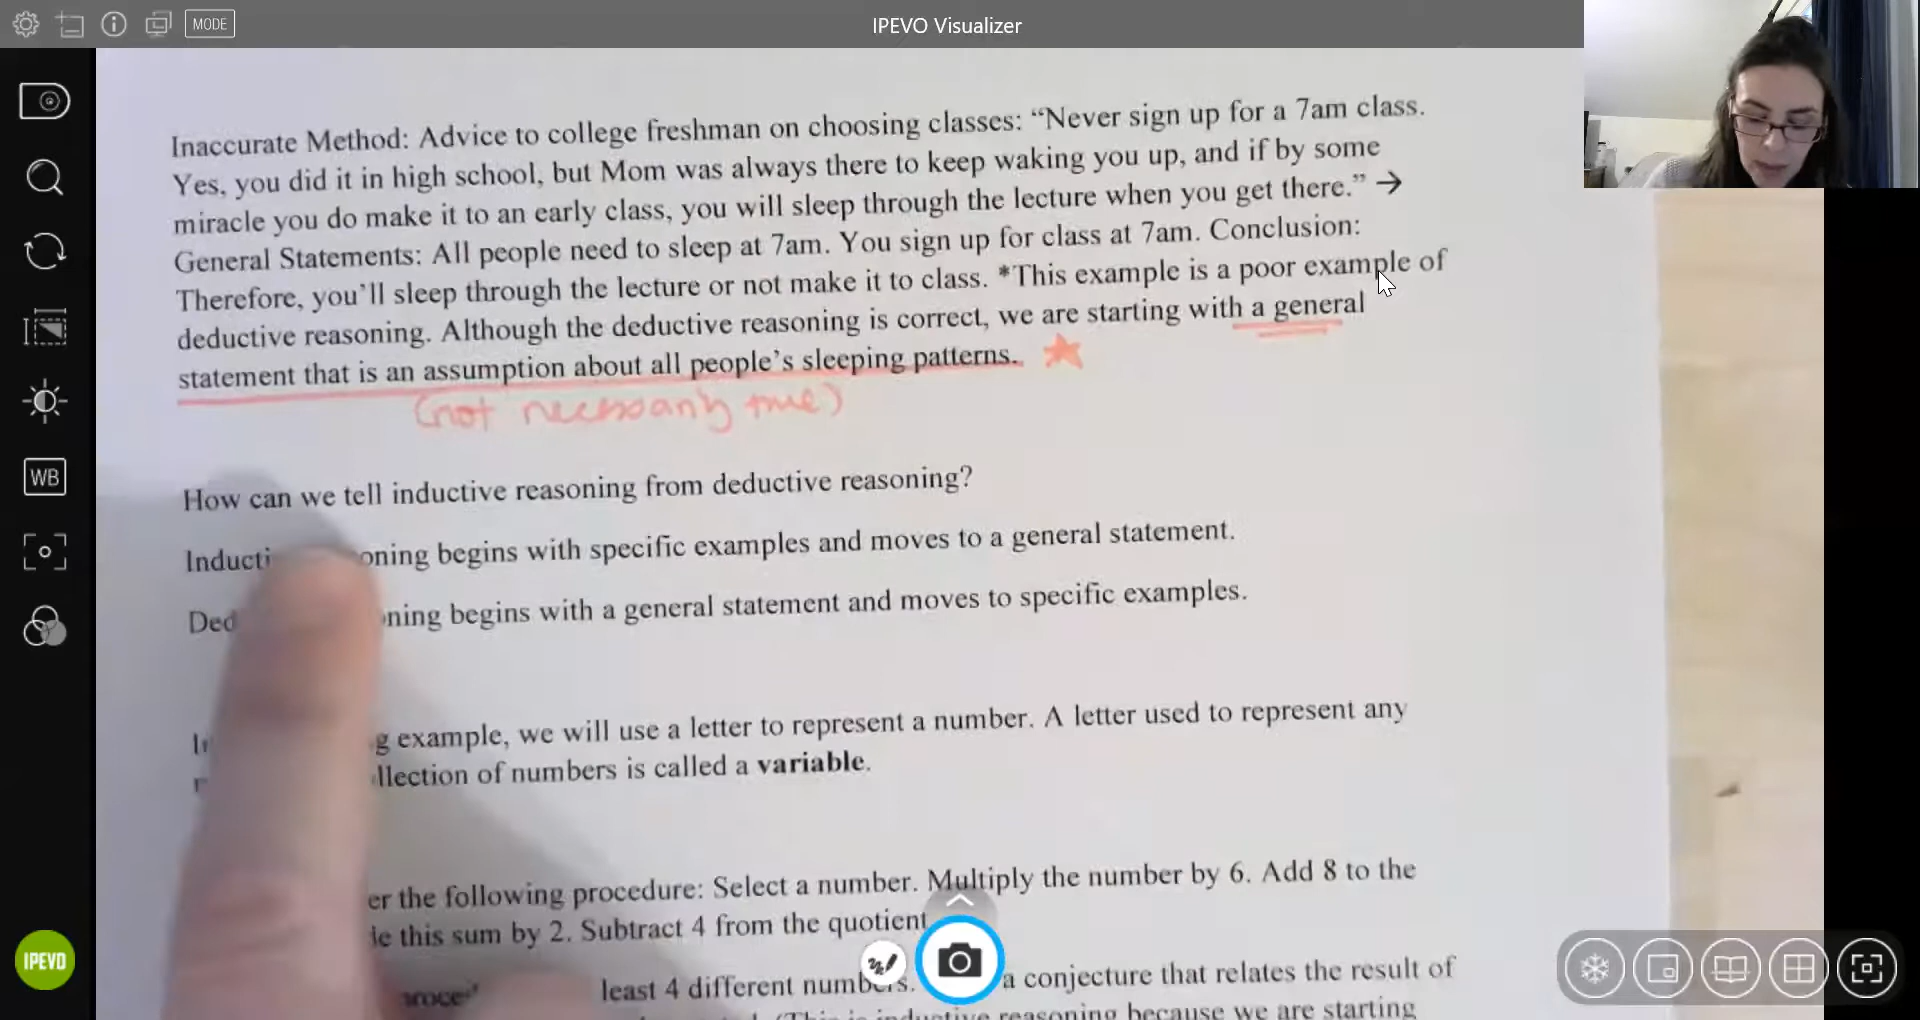 MODE
IPEVO Visualizer
Inaccurate Method: Advice to college freshman on choosing classes: “Never sign up for a 7am class.
Yes, you did it in high school, but Mom was always there to keep waking you up, and if by some
miracle you do make it to an early class, you will sleep through the lecture when you get there.” →
General Statements: All people need to sleep at 7am. You sign up for class at 7am. Conclusion:
Therefore, you’ll sleep through the lecture or not make it to class. *This example is a poor example of
deductive reasoning. Although the deductive reasoning is correct, we are starting with a general
statement that is an assumption about all people’s sleeping patterns.
(not necessarily true)
WB
How can we tell inductive reasoning from deductive reasoning?
begins with specific examples and moves to a general statement.
begins with a general statement and moves to specific examples.
example, we will use a letter to represent a number. A letter used to represent any
of numbers is called a variable.
the following procedure: Select a number. Multiply the number by 6. Add 8 to the
this sum by 2. Subtract 4 from the quotient
IPEVO
least 4 different numbers. a conjecture that relates the result of
(This is inductive reasoning because we are starting